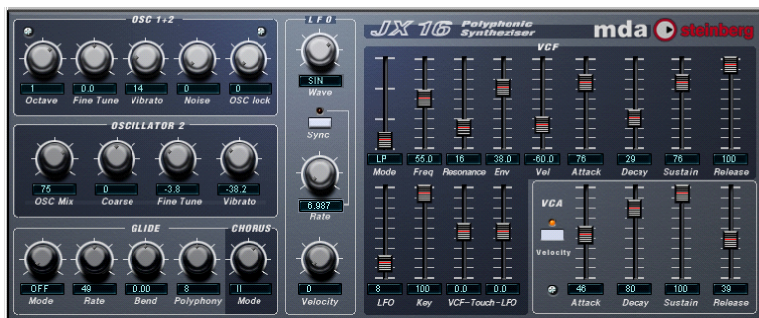 JX 16 Polyphonic Synthesizer
mda steinberg
OSC 1+2
1 0.0 14 0 0
Octave Fine Tune Vibrato Noise OSC lock
OSCILLATOR 2
75 0 -3.8 -38.2
OSC Mix Coarse Fine Tune Vibrato
GLIDE
CHORUS
OFF 49 0.00 8 II
Mode Rate Bend Polyphony Mode
LFO
SIN
Wave
Sync
6.987
Rate
0
Velocity
VCF
LP 55.0 16 38.0 -60.0 76 29 76 100
Mode Freq Resonance Env Vel Attack Decay Sustain Release
8 100 0.0 0.0
LFO Key VCF-Touch-LFO
VCA
Velocity
46 80 100 39
Attack Decay Sustain Release